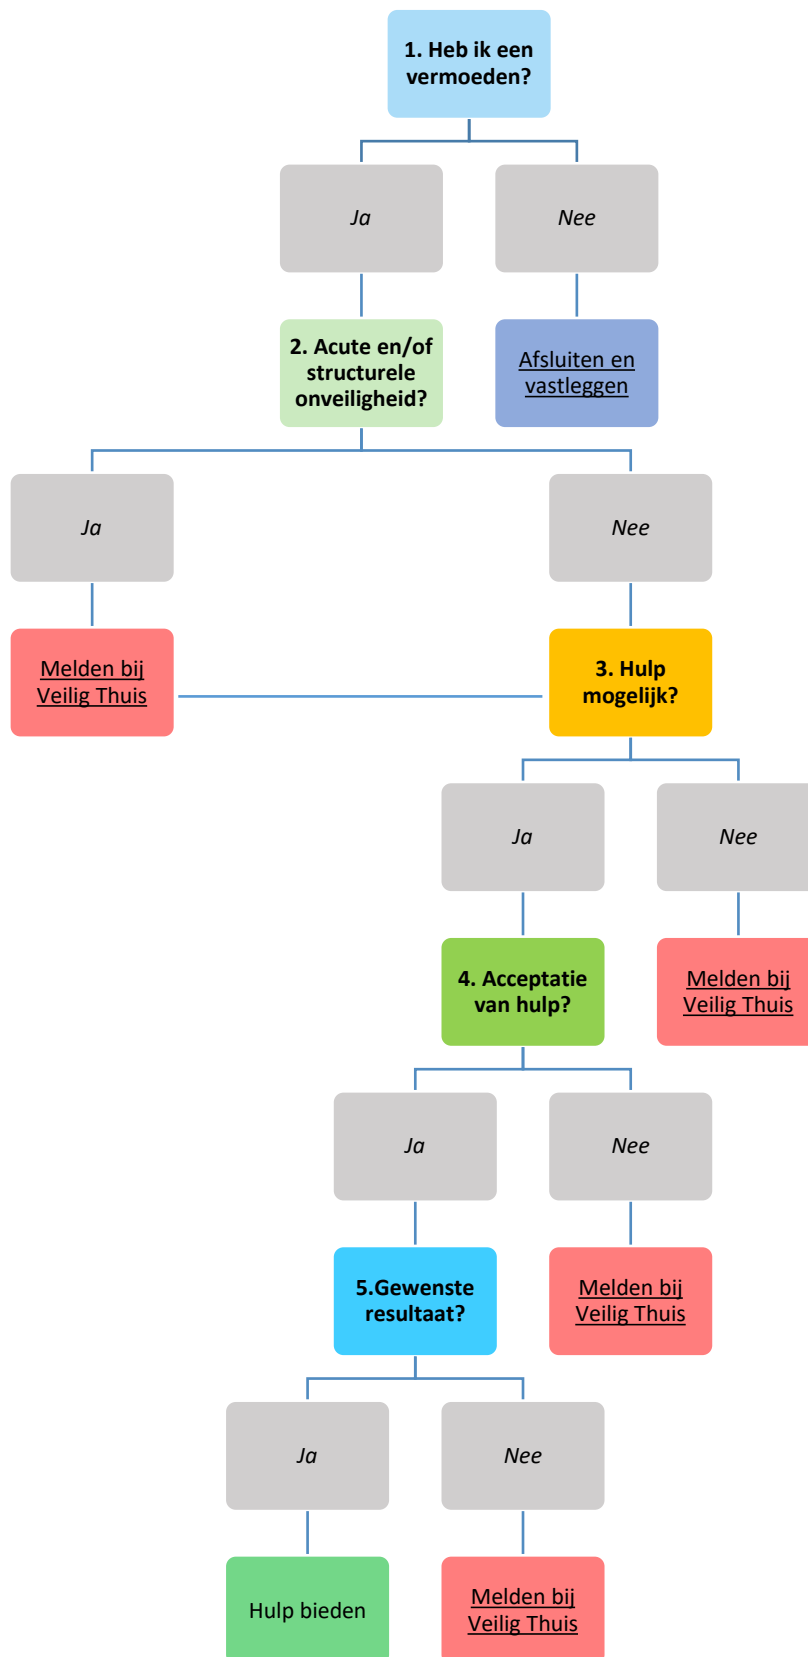 1. Heb ik een
vermoeden?
Ja
Nee
2. Acute en/of
structurele
onveiligheid?
Afsluiten en
vastleggen
Ja
Nee
Melden bij
Veilig Thuis
3. Hulp
mogelijk?
Ja
Nee
4. Acceptatie
van hulp?
Melden bij
Veilig Thuis
Ja
Nee
5.Gewenste
resultaat?
Melden bij
Veilig Thuis
Ja
Nee
Hulp bieden
Melden bij
Veilig Thuis